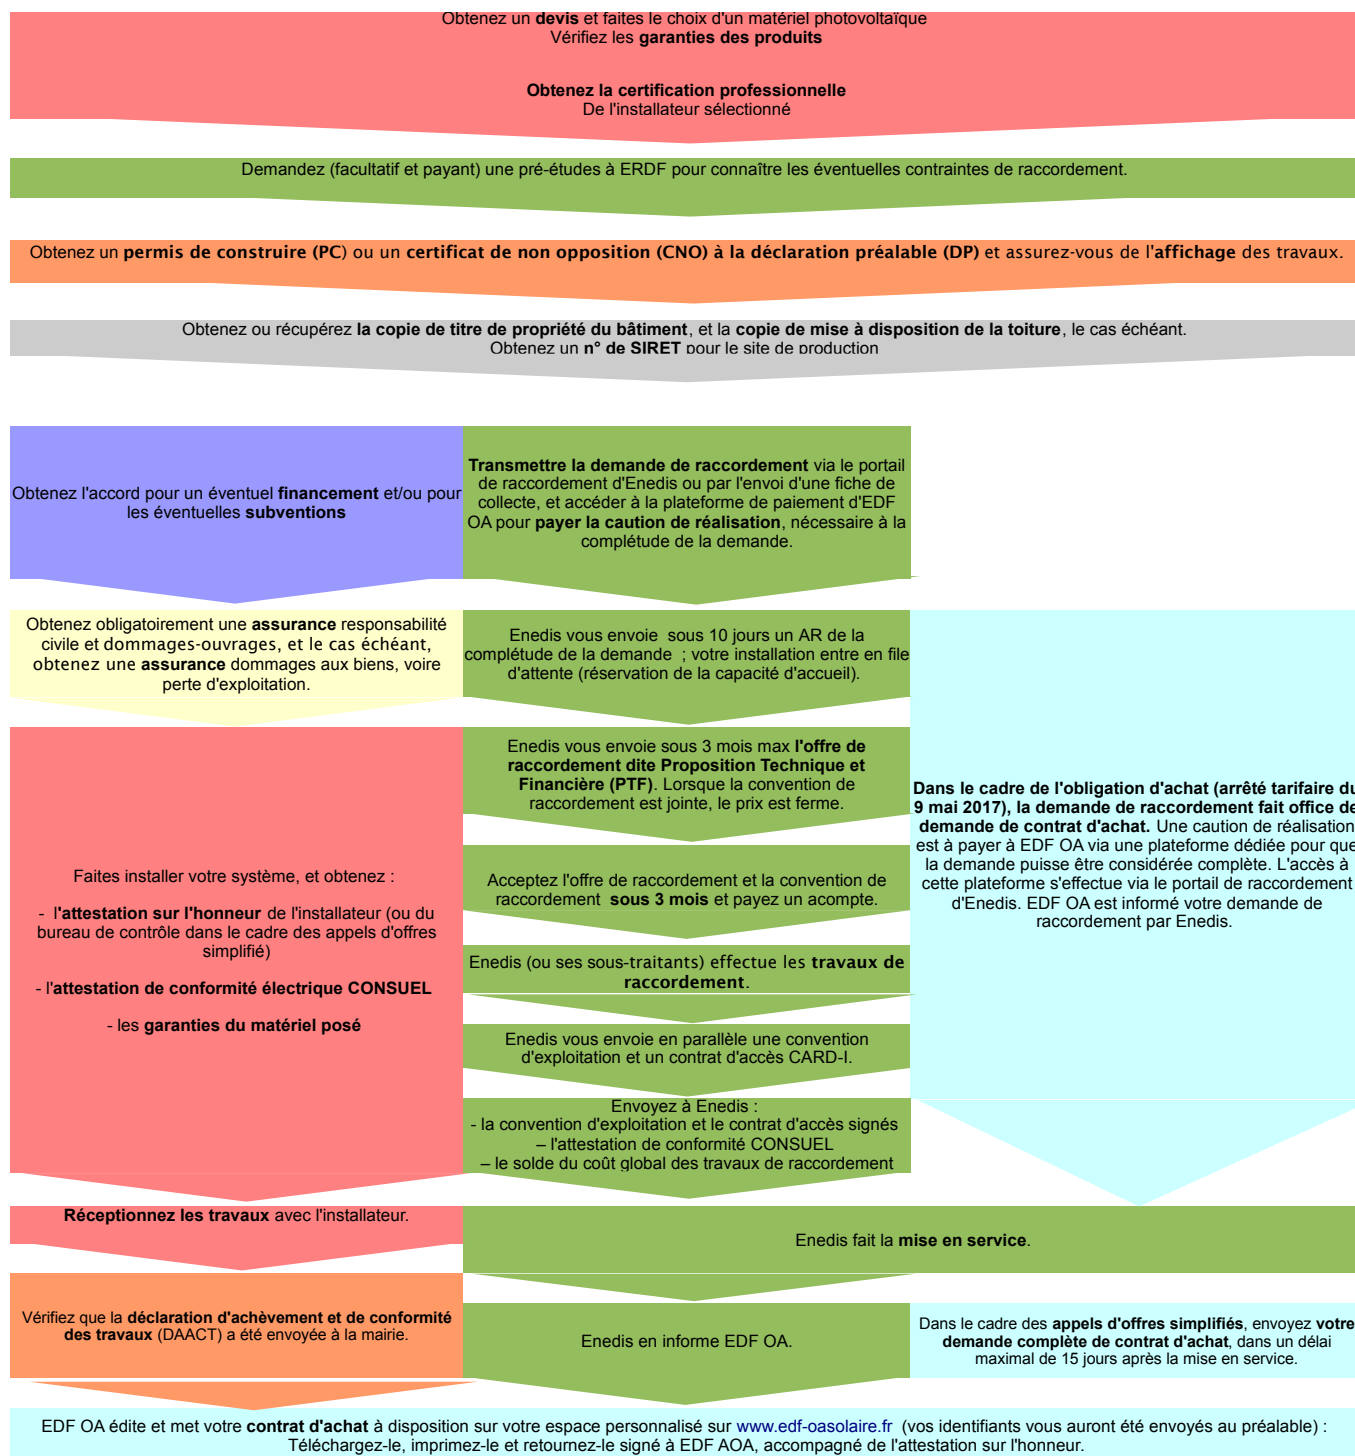 Obtenez un devis et faites le choix d'un matériel photovoltaïque
Vérifiez les garanties des produits
Obtenez la certification professionnelle
De l'installateur sélectionné
Demandez (facultatif et payant) une pré-études à ERDF pour connaître les éventuelles contraintes de raccordement.
Obtenez un permis de construire (PC) ou un certificat de non opposition (CNO) à la déclaration préalable (DP) et assurez-vous de l'affichage des travaux.
Obtenez ou récupérez la copie de titre de propriété du bâtiment, et la copie de mise à disposition de la toiture, le cas échéant.
Obtenez un n° de SIRET pour le site de production
Obtenez l'accord pour un éventuel financement et/ou pour
les éventuelles subventions
Transmettre la demande de raccordement via le portail
de raccordement d'Enedis ou par l'envoi d'une fiche de
collecte, et accéder à la plateforme de paiement d'EDF
OA pour payer la caution de réalisation, nécessaire à la
complétude de la demande.
Obtenez obligatoirement une assurance responsabilité
civile et dommages-ouvrages, et le cas échéant,
obtenez une assurance dommages aux biens, voire
perte d'exploitation.
Enedis vous envoie  sous 10 jours un AR de la
complétude de la demande  ; votre installation entre en file
d'attente (réservation de la capacité d'accueil).
Enedis vous envoie sous 3 mois max l'offre de
raccordement dite Proposition Technique et
Financière (PTF). Lorsque la convention de
raccordement est jointe, le prix est ferme.
Dans le cadre de l'obligation d'achat (arrêté tarifaire du
9 mai 2017), la demande de raccordement fait office de
demande de contrat d'achat. Une caution de réalisation
est à payer à EDF OA via une plateforme dédiée pour que
la demande puisse être considérée complète. L'accès à
cette plateforme s'effectue via le portail de raccordement
d'Enedis. EDF OA est informé votre demande de
raccordement par Enedis.
Faites installer votre système, et obtenez :
- l'attestation sur l'honneur de l'installateur (ou du
bureau de contrôle dans le cadre des appels d'offres
simplifié)
- l'attestation de conformité électrique CONSUEL
- les garanties du matériel posé
Acceptez l'offre de raccordement et la convention de
raccordement  sous 3 mois et payez un acompte.
Enedis (ou ses sous-traitants) effectue les travaux de
raccordement.
Enedis vous envoie en parallèle une convention
d'exploitation et un contrat d'accès CARD-I.
Envoyez à Enedis :
- la convention d'exploitation et le contrat d'accès signés
– l'attestation de conformité CONSUEL
– le solde du coût global des travaux de raccordement
Réceptionnez les travaux avec l'installateur.
Enedis fait la mise en service.
Vérifiez que la déclaration d'achèvement et de conformité
des travaux (DAACT) a été envoyée à la mairie.
Enedis en informe EDF OA.
Dans le cadre des appels d'offres simplifiés, envoyez votre
demande complète de contrat d'achat, dans un délai
maximal de 15 jours après la mise en service.
EDF OA édite et met votre contrat d'achat à disposition sur votre espace personnalisé sur www.edf-oasolaire.fr  (vos identifiants vous auront été envoyés au préalable) :
Téléchargez-le, imprimez-le et retournez-le signé à EDF AOA, accompagné de l'attestation sur l'honneur.